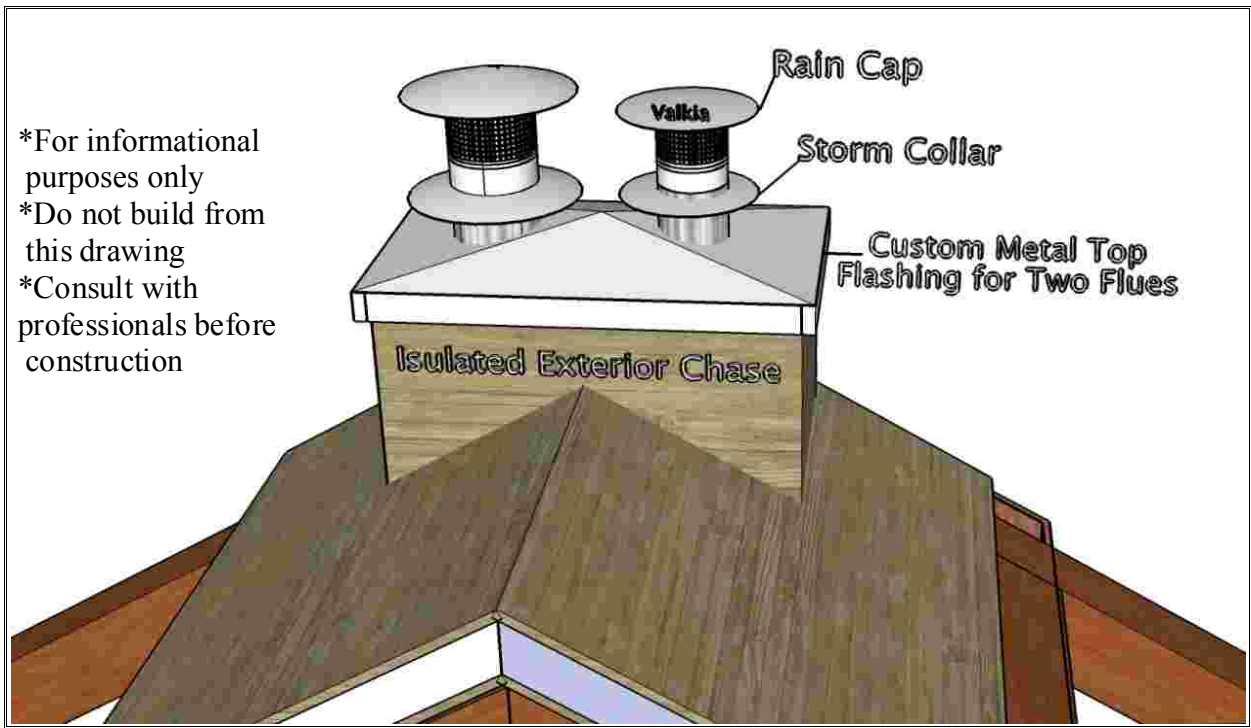 *For informational
purposes only
*Do not build from
this drawing
*Consult with
professionals before
construction
Rain Cap
Valkia
Storm Collar
Custom Metal Top
Flashing for Two Flues
Isulated Exterior Chase